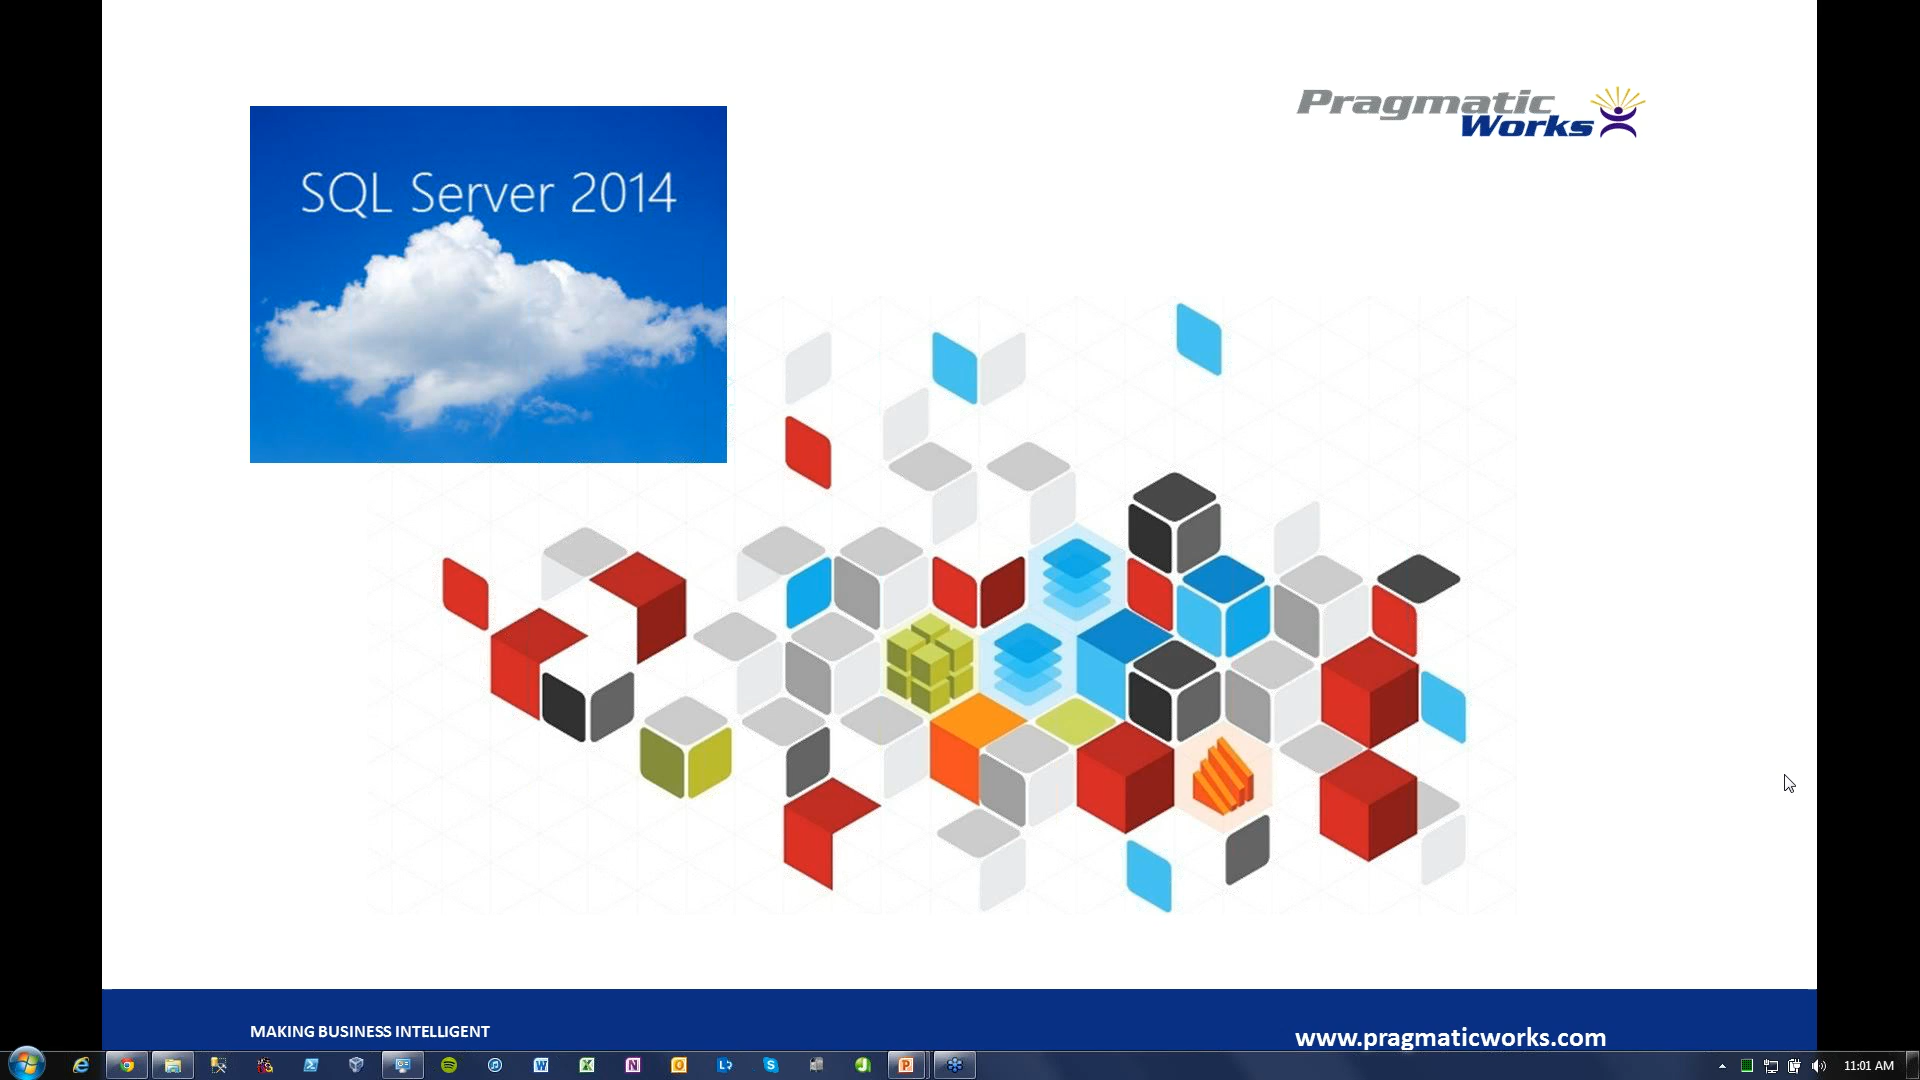 Pragmatic
Works
SQL Server 2014
MAKING BUSINESS INTELLIGENT
www.pragmaticworks.com
11:01 AM